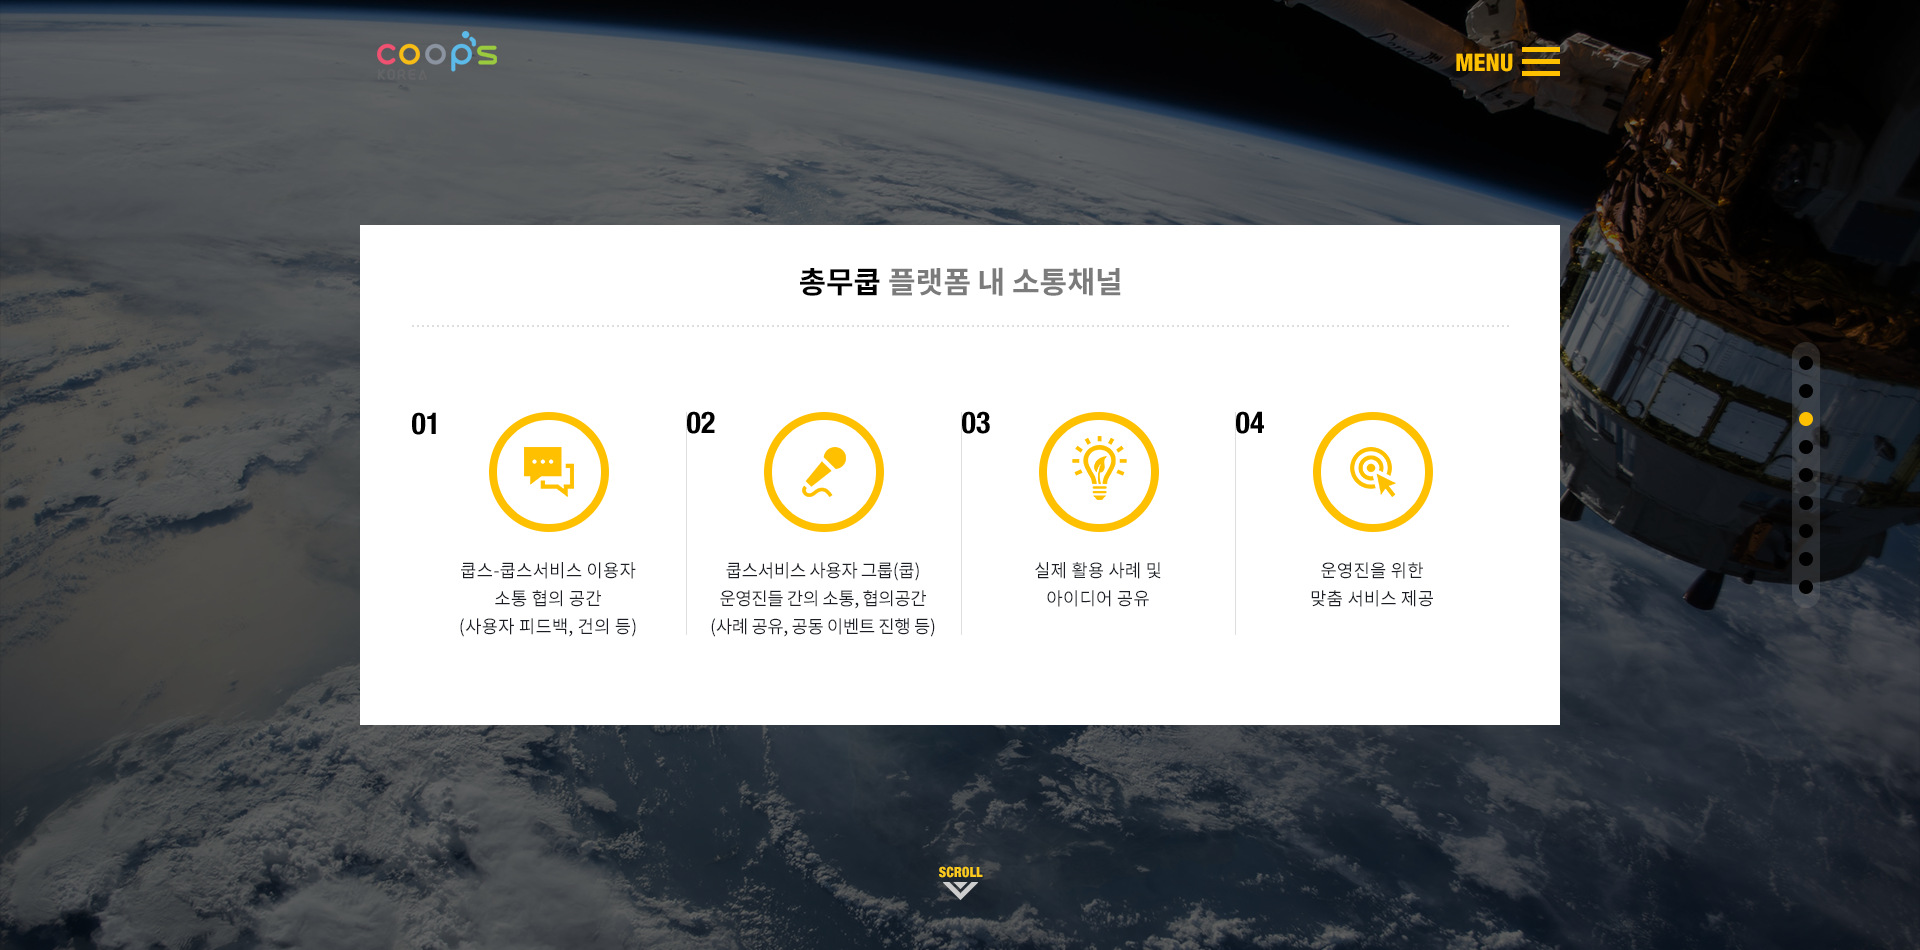 coop's
KOREA
MENU
총무쿱 플랫폼 내 소통채널
01
쿱스-쿱스서비스 이용자
소통 협의 공간
(사용자 피드백, 건의 등)
02
쿱스서비스 사용자 그룹(쿱)
운영진들 간의 소통, 협의공간
(사례 공유, 공동 이벤트 진행 등)
03
실제 활용 사례 및
아이디어 공유
04
운영진을 위한
맞춤 서비스 제공
SCROLL